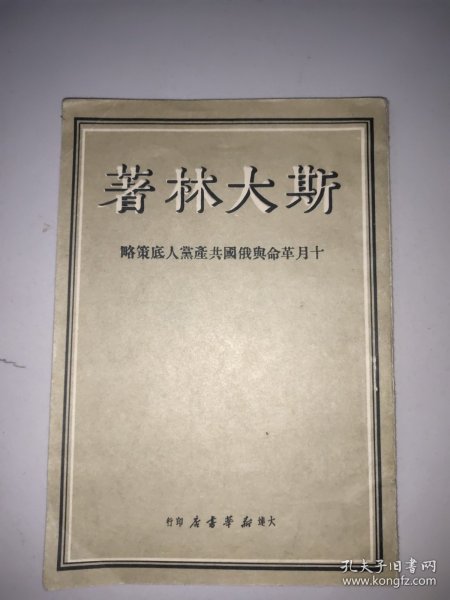 斯大林著
十月革命與俄國共產黨人底策略
大連新華書店印行
孔夫子旧书网
www.kongfz.com